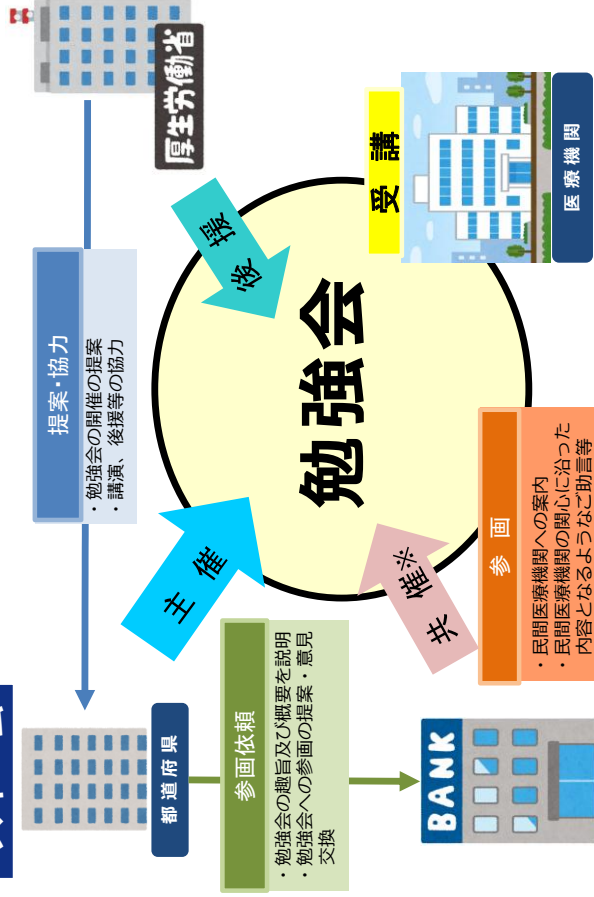 厚生労働省
提案・協力
・勉強会の開催の提案
・講演、後援等の協力
都道府県
主催
後援
勉強会
受講
医療機関
参画依頼
・勉強会の趣旨及び概要を説明
・勉強会への参画の提案・意見
交換
共催※
参画
・民間医療機関への案内
・民間医療機関の関心に沿った
内容となるようなご助言等
BANK